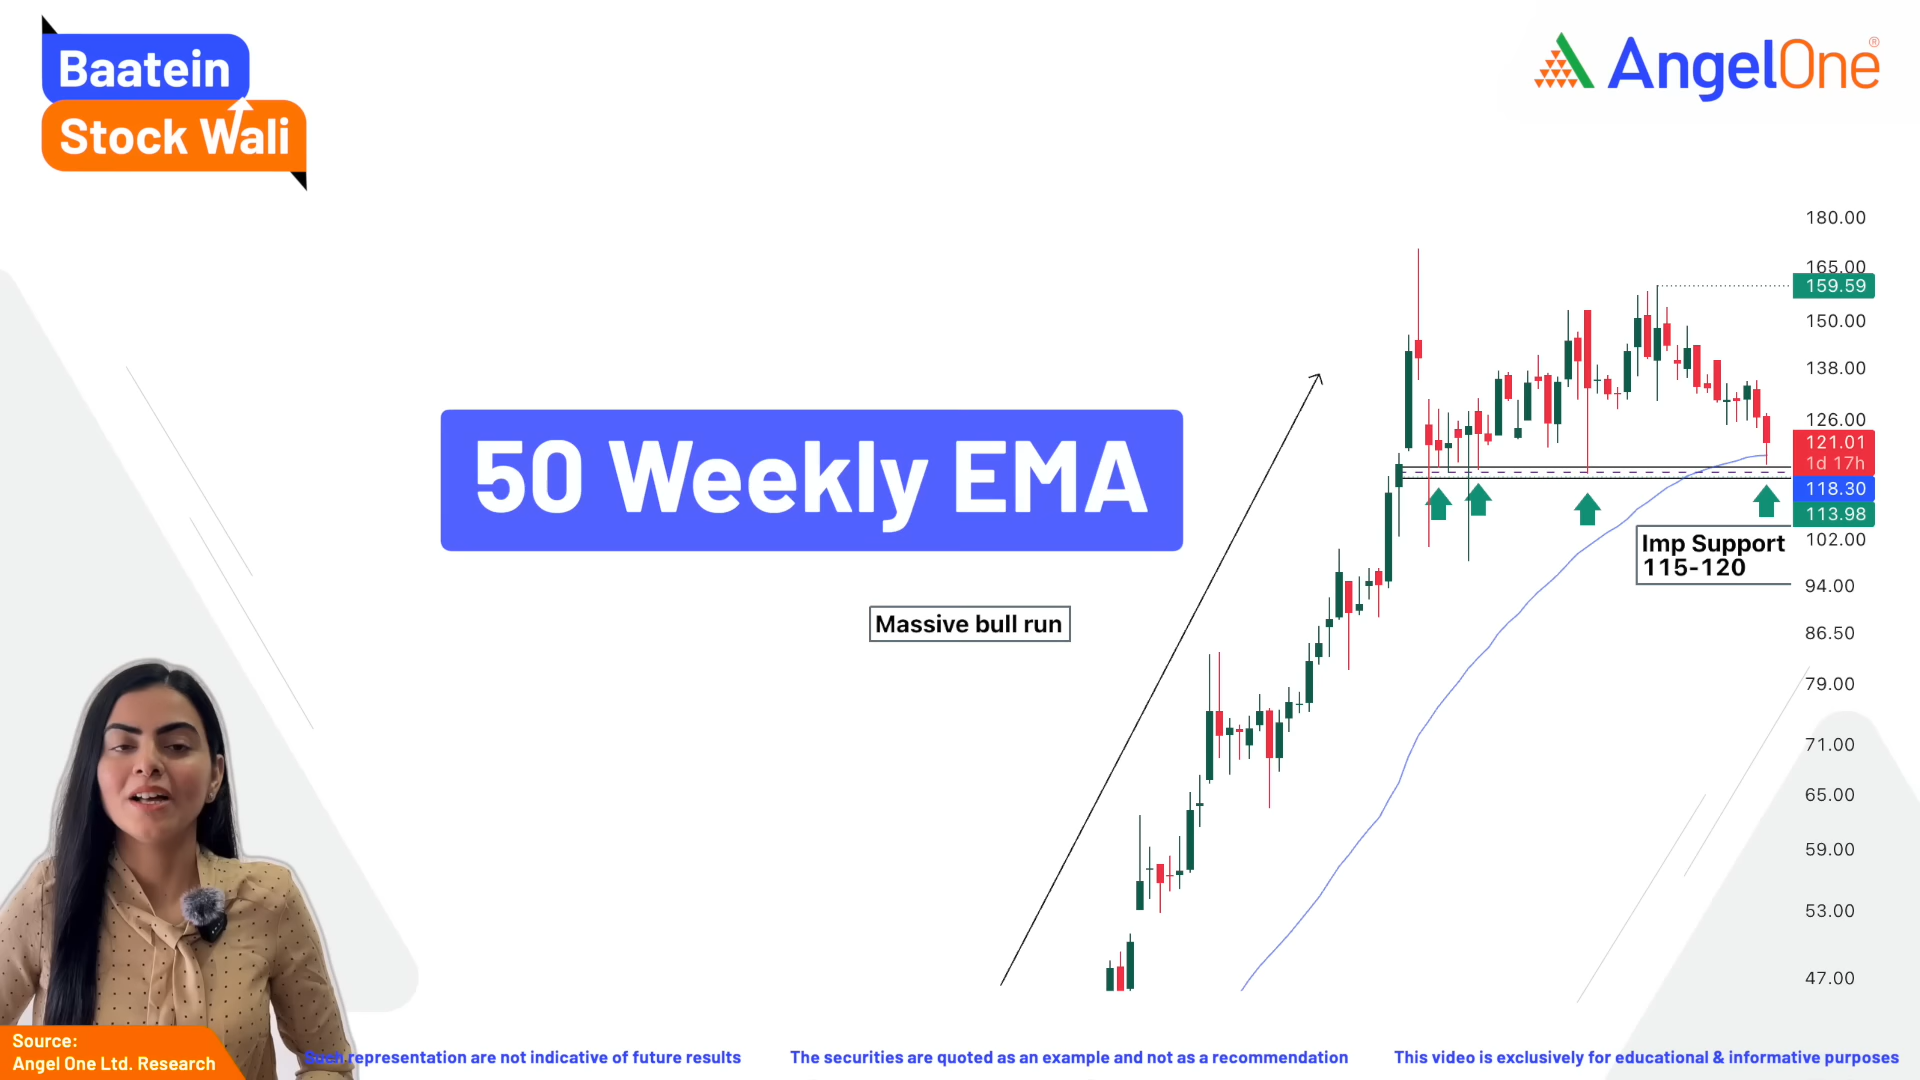 Baatein
Stock Wali
AngelOne®
50 Weekly EMA
Massive bull run
180.00
165.00
159.59
150.00
138.00
126.00
121.01
1d 17h
118.30
113.98
102.00
94.00
86.50
79.00
71.00
65.00
59.00
53.00
47.00
Imp Support
115-120
Source:
Angel One Ltd. Research
Such representation are not indicative of future results
The securities are quoted as an example and not as a recommendation
This video is exclusively for educational & informative purposes